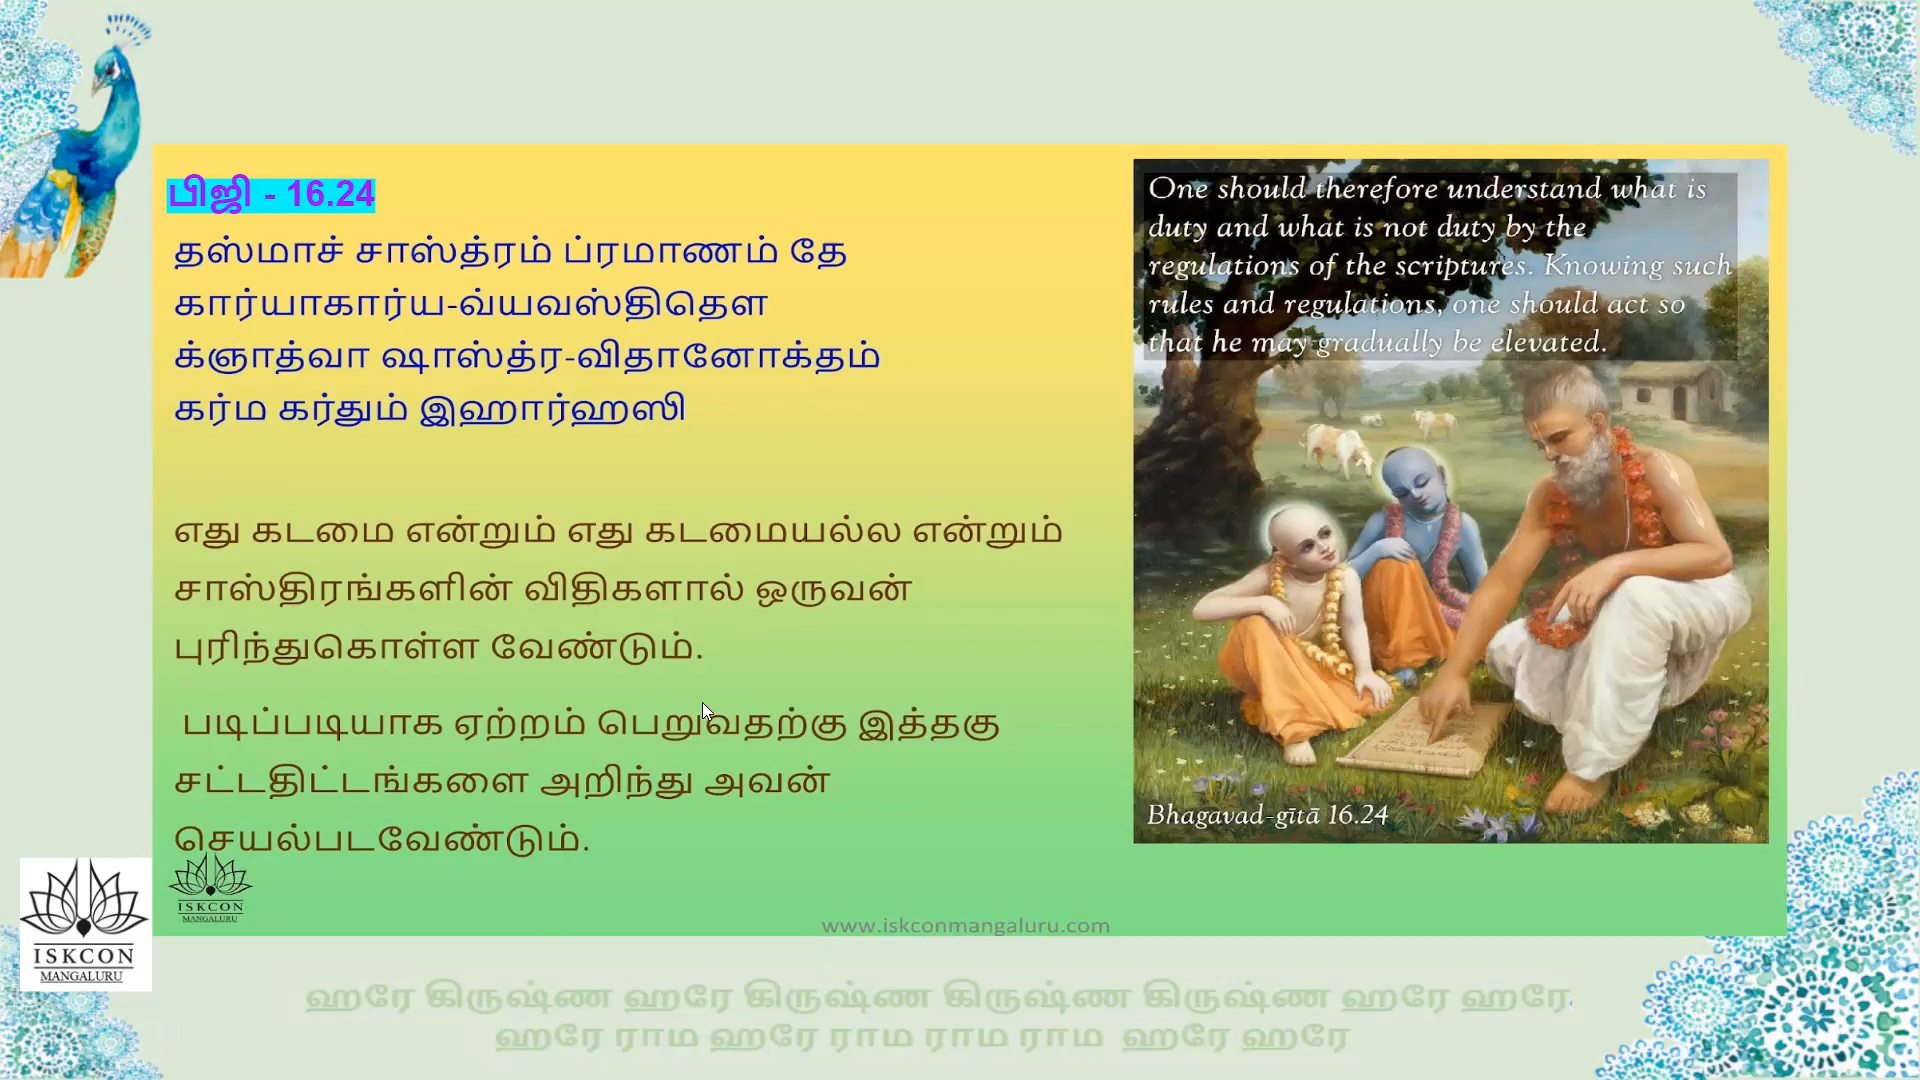 பிஜி - 16.24
தஸ்மாச் சாஸ்த்ரம் ப்ரமாணம் தே
கார்யாகார்ய-வ்யவஸ்திதௌ
க்ஞாத்வா ஷாஸ்த்ர-விதானோக்தம்
கர்ம கர்தும் இஹார்ஹஸி
எது கடமை என்றும் எது கடமையல்ல என்றும்
சாஸ்திரங்களின் விதிகளால் ஒருவன்
புரிந்துகொள்ள வேண்டும்.
படிப்படியாக ஏற்றம் பெறுவதற்கு இத்தகு
சட்டதிட்டங்களை அறிந்து அவன்
செயல்படவேண்டும்.
One should therefore understand what is
duty and what is not duty by the
regulations of the scriptures. Knowing such
rules and regulations, one should act so
that he may gradually be elevated.
Bhagavad-gītā 16.24
ISKCON
MANGALURU
ISKCON
MANGALURU
www.iskconmangaluru.com
ஹரே கிருஷ்ண ஹரே கிருஷ்ண கிருஷ்ண கிருஷ்ண ஹரே ஹரே
ஹரே ராம ஹரே ராம ராம ராம ஹரே ஹரே